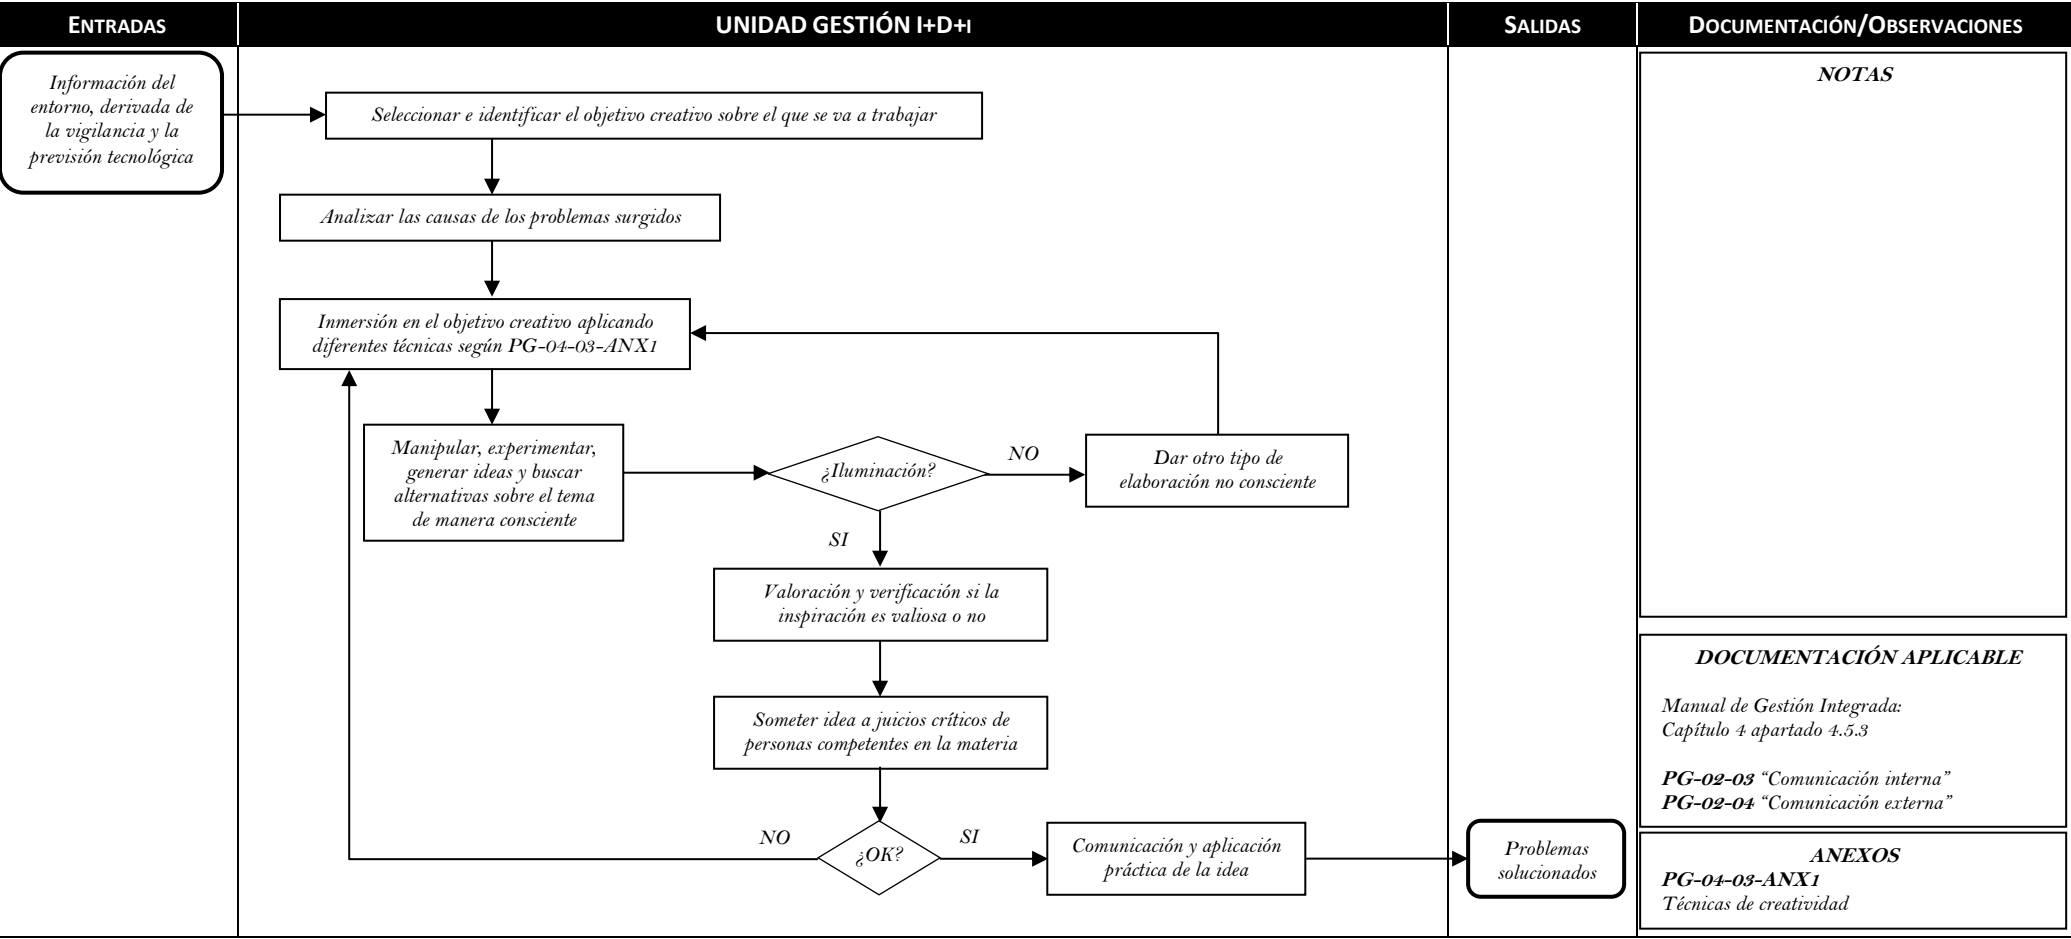 ENTRADAS
UNIDAD GESTIÓN I+D+I
SALIDAS
DOCUMENTACIÓN/OBSERVACIONES
Información del
entorno, derivada de
la vigilancia y la
previsión tecnológica
Seleccionar e identificar el objetivo creativo sobre el que se va a trabajar
Analizar las causas de los problemas surgidos
Inmersión en el objetivo creativo aplicando
diferentes técnicas según PG-04-03-ANX1
Manipular, experimentar,
generar ideas y buscar
alternativas sobre el tema
de manera consciente
¿Iluminación?
NO
Dar otro tipo de
elaboración no consciente
SI
Valoración y verificación si la
inspiración es valiosa o no
Someter idea a juicios críticos de
personas competentes en la materia
NO
¿OK?
SI
Comunicación y aplicación
práctica de la idea
Problemas
solucionados
NOTAS
DOCUMENTACIÓN APLICABLE
Manual de Gestión Integrada:
Capítulo 4 apartado 4.5.3
PG-02-03 “Comunicación interna”
PG-02-04 “Comunicación externa”
ANEXOS
PG-04-03-ANX1
Técnicas de creatividad